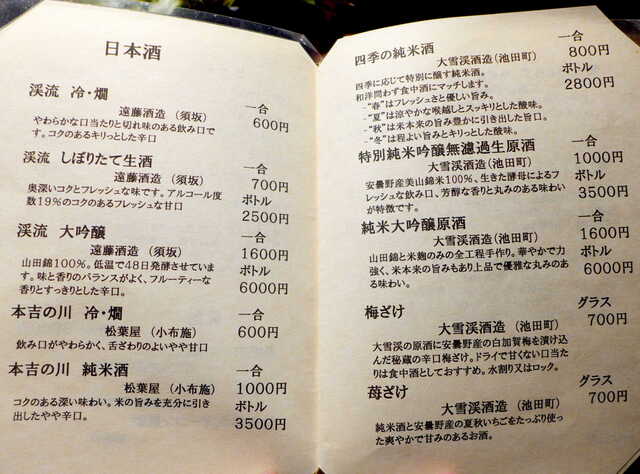 日本酒
渓流 冷・燗
遠藤酒造（須坂） 一合
やわらかな口当たりと切れ味のある飲み口で 600円
す。コクのあるキリっとした辛口
渓流 しぼりたて生酒 一合
遠藤酒造（須坂） 700円
奥深いコクとフレッシュな味です。アルコール度 ボトル
数19%のコクのあるフレッシュな甘口 2500円
渓流 大吟醸 一合
遠藤酒造（須坂） 1600円
山田錦100%。低温で48日発酵させていま ボトル
す。味と香りのバランスがよく、フルーティーな 6000円
香りとすっきりとした辛口。
本吉の川 冷・燗 一合
松葉屋（小布施） 600円
飲み口がやわらかく、舌ざわりのよいやや甘口
本吉の川 純米酒 一合
松葉屋（小布施） 1000円
コクのある深い味わい。米の旨みを充分に引き ボトル
出したやや辛口。 3500円
四季の純米酒 一合
大雪渓酒造（池田町） 800円
四季に応じて特別に醸す純米酒。 ボトル
和洋問わず食中酒にマッチします。 2800円
-“春”はフレッシュさと優しい旨み。
-“夏”は涼やかな喉越しとスッキリとした酸味。
-“秋”は米本来の旨み豊かに引き出した旨口。
-“冬”は程よい旨みとキリっとした酸味。
特別純米吟醸無濾過生原酒 一合
大雪渓酒造（池田町） 1000円
安曇野産美山錦米100%、生きた酵母によるフ ボトル
レッシュな飲み口、芳醇な香りと丸みのある味わい 3500円
が特徴です。
純米大吟醸原酒 一合
大雪渓酒造（池田町） 1600円
山田錦と米麹のみの全工程手作り。華やかで力 ボトル
強く、米本来の旨みもあり上品で優雅な丸みのあ 6000円
る味わい。
梅ざけ グラス
大雪渓酒造（池田町） 700円
大雪渓の原酒に安曇野産の白加賀梅を漬け込
んだ秘蔵の辛口梅ざけ。ドライで甘くない口当た
りは食中酒としておすすめ。水割り又はロック。
苺ざけ グラス
大雪渓酒造（池田町） 700円
純米酒と安曇野産の夏秋いちごをたっぷり使っ
た爽やかで甘みのあるお酒。